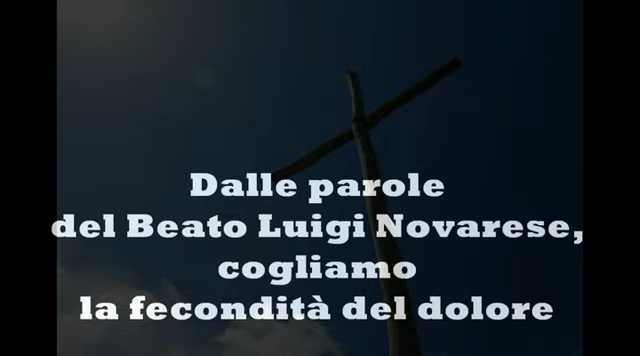 Dalle parole
del Beato Luigi Novarese,
cogliamo
la fecondità del dolore